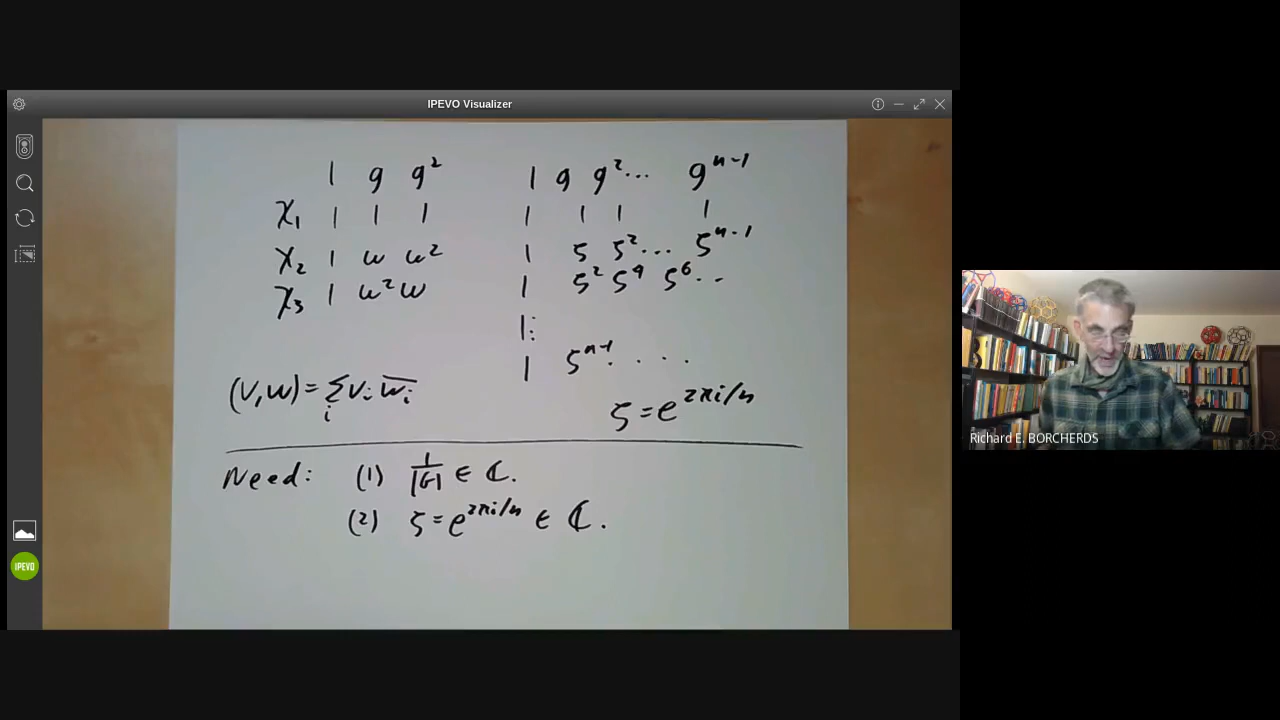 IPEVO Visualizer
1 g g² 1 g g² ... gⁿ⁻¹
χ₁ 1 1 1 1 1 1 1
χ₂ 1 ω ω² 1 ζ ζ² ... ζⁿ⁻¹
χ₃ 1 ω² ω 1 ζ² ζ⁴ ζ⁶ ...
1 :
1 ζⁿ⁻¹ . . . .
(v,w) = Σᵢ vᵢ w̅ᵢ
ζ = e^{2πi/n}
Need: (1) 1/|G| ∈ ℂ.
(2) ζ = e^{2πi/n} ∈ ℂ.
Richard E. BORCHERDS
IPEVO